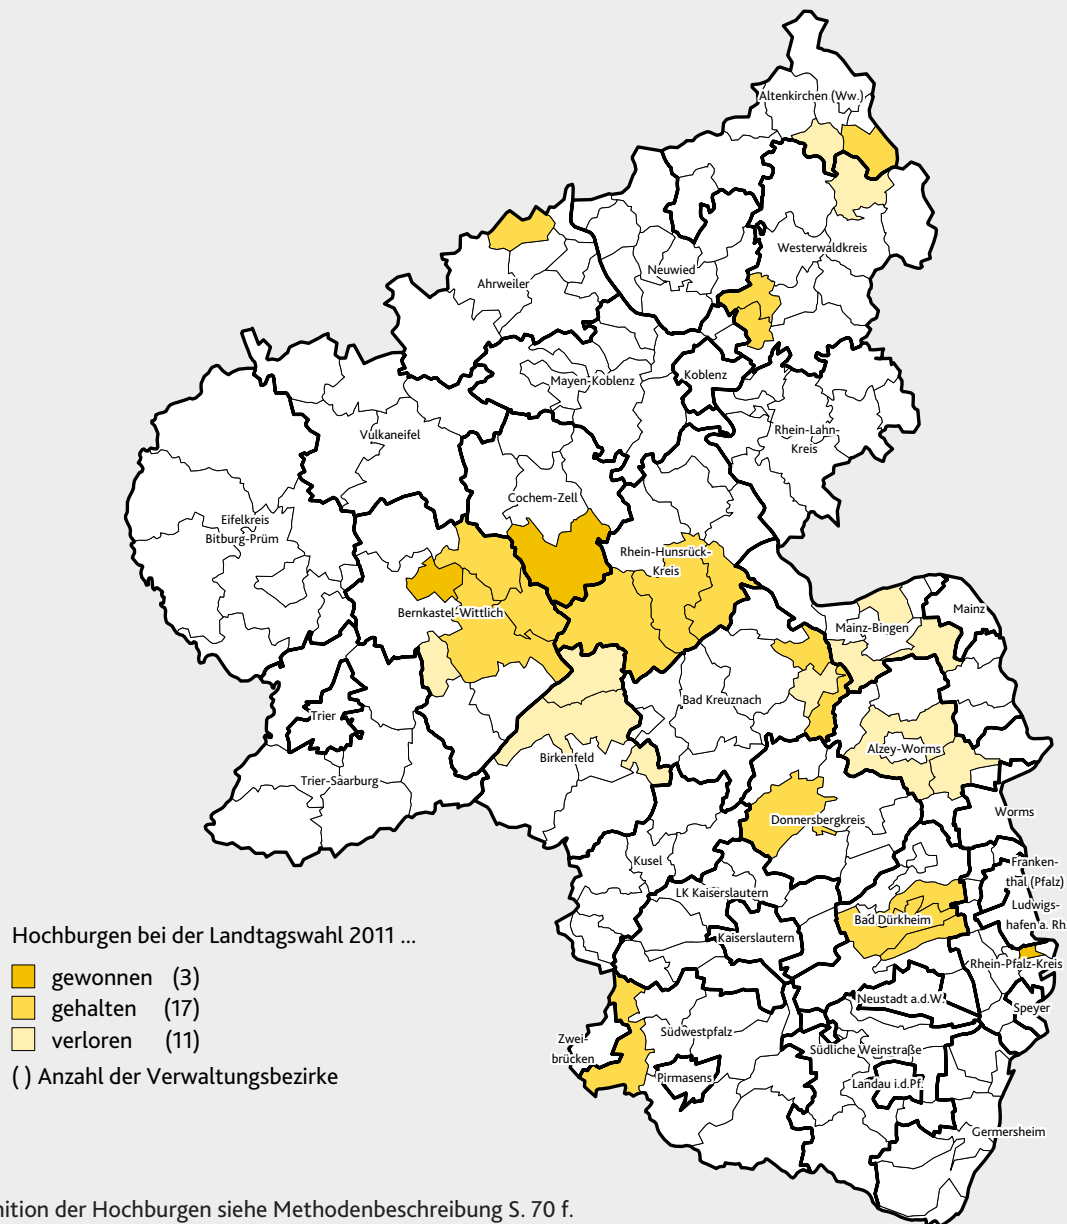 Altenkirchen (Ww.)
Westerwaldkreis
Neuwied
Ahrweiler
Mayen-Koblenz
Koblenz
Rhein-Lahn-
Kreis
Vulkaneifel
Cochem-Zell
Eifelkreis
Bitburg-Prüm
Rhein-Hunsrück-
Kreis
Bernkastel-Wittlich
Mainz
Mainz-Bingen
Bad Kreuznach
Trier
Alzey-Worms
Birkenfeld
Trier-Saarburg
Worms
Donnersbergkreis
Kusel
Franken-
thal (Pfalz)
LK Kaiserslautern
Ludwigs-
hafen a. Rh.
Bad Dürkheim
Kaiserslautern
Rhein-Pfalz-Kreis
Neustadt a.d.W.
Speyer
Südwestpfalz
Zwei-
brücken
Südliche Weinstraße
Pirmasens
Landau i.d.Pf.
Germersheim
Hochburgen bei der Landtagswahl 2011 ...
gewonnen (3)
gehalten (17)
verloren (11)
( ) Anzahl der Verwaltungsbezirke
nition der Hochburgen siehe Methodenbeschreibung S. 70 f.